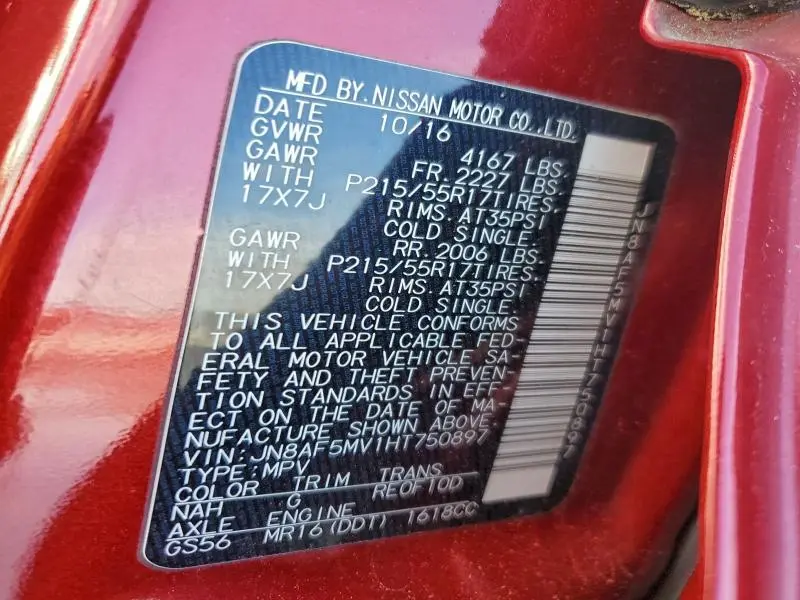 MFD BY.NISSAN MOTOR CO.,LTD.
DATE 10/16
GVWR 4167 LBS.
GAWR FR. 2227 LBS.
WITH P215/55R17TIRES.
17X7J RIMS. AT35PSI
COLD SINGLE.
GAWR RR. 2006 LBS.
WITH P215/55R17TIRES.
17X7J RIMS. AT35PSI
COLD SINGLE.
THIS VEHICLE CONFORMS
TO ALL APPLICABLE FED-
ERAL MOTOR VEHICLE SA-
FETY AND THEFT PREVEN-
TION STANDARDS IN EFF-
ECT ON THE DATE OF MA-
NUFACTURE SHOWN ABOVE.
VIN:JN8AF5MV1HT750897
TYPE:MPV
COLOR TRIM TRANS
NAH G RE0F10D
AXLE ENGINE
GS56 MR16(DDT) 1618CC
JN8AF5MV1HT750897